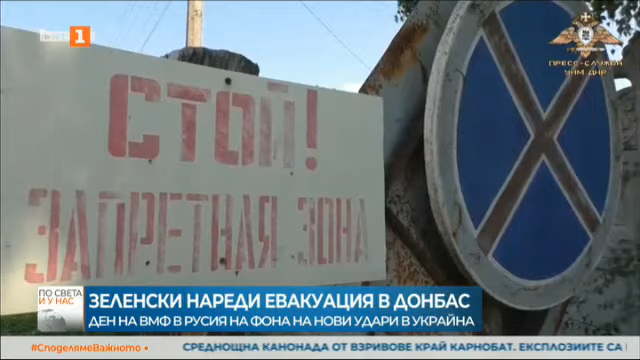 БНТ 1
ПРЕСС-СЛУЖБА
УНМ ДНР
СТОЙ!
ЗАПРЕТНАЯ ЗОНА
ПО СВЕТА
И У НАС
ЗЕЛЕНСКИ НАРЕДИ ЕВАКУАЦИЯ В ДОНБАС
ДЕН НА ВМФ В РУСИЯ НА ФОНА НА НОВИ УДАРИ В УКРАЙНА
#СподелямеВажното
СРЕДНОЩНА КАНОНАДА ОТ ВЗРИВОВЕ КРАЙ КАРНОБАТ. ЕКСПЛОЗИИТЕ СА